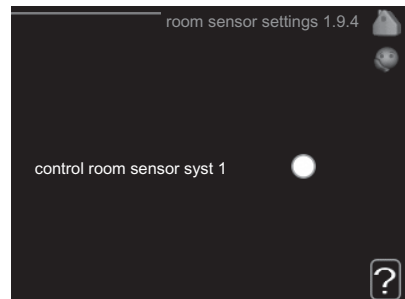 room sensor settings 1.9.4
control room sensor syst 1
?